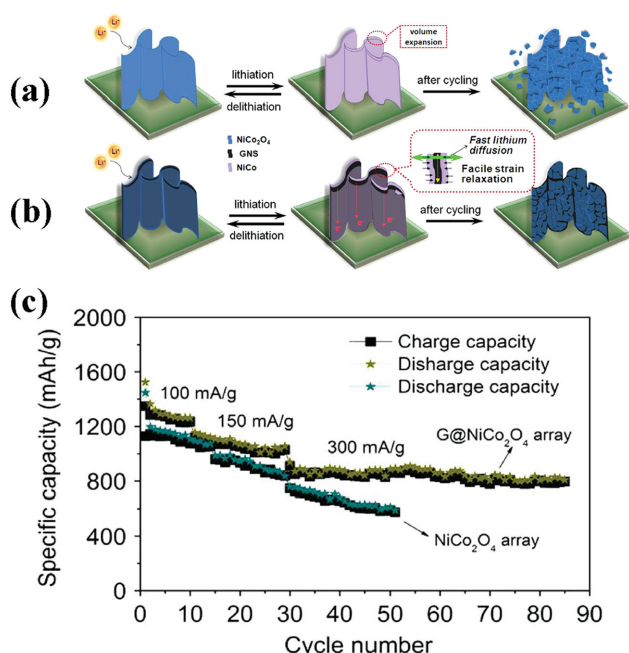 Li⁺
Li⁺
volume
expansion
(a)
lithiation
delithiation
after cycling
NiCo₂O₄
GNS
NiCo
Fast lithium
diffusion
Facile strain
relaxation
Li⁺
Li⁺
(b)
lithiation
delithiation
e
e
e
after cycling
(c)
Specific capacity (mAh/g)
2000
1600
1200
800
400
0
Charge capacity
Disharge capacity
Discharge capacity
100 mA/g
150 mA/g
300 mA/g
G@NiCo₂O₄ array
NiCo₂O₄ array
0 10 20 30 40 50 60 70 80 90
Cycle number